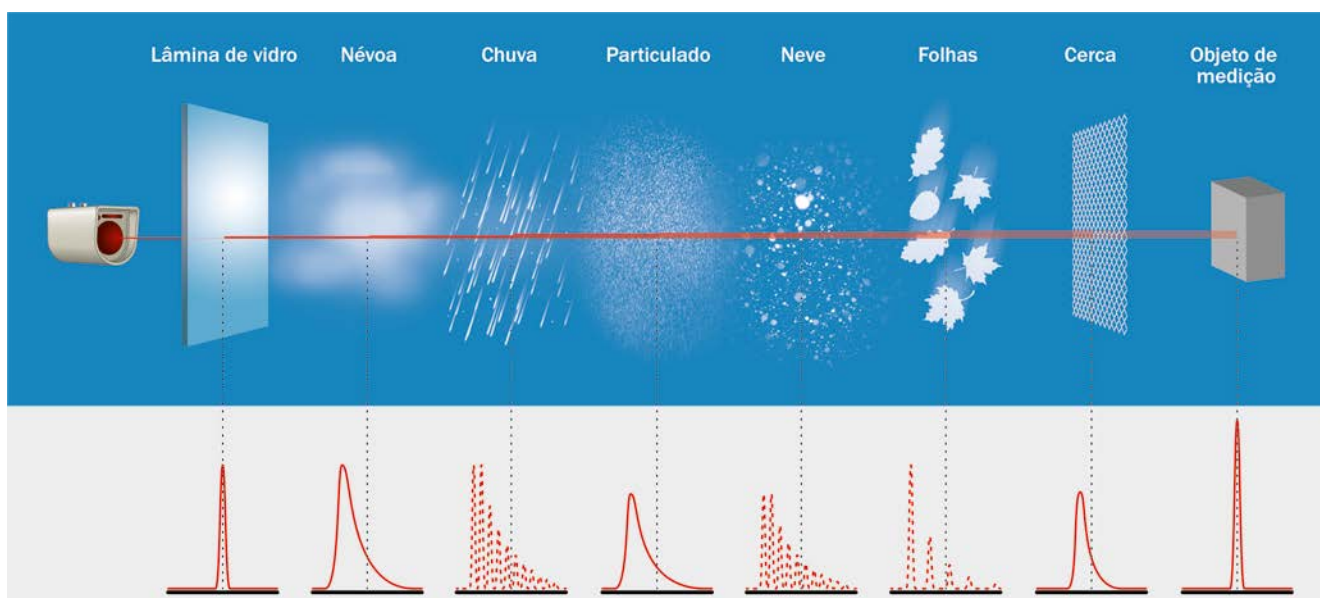 Lâmina de vidro
Névoa
Chuva
Particulado
Neve
Folhas
Cerca
Objeto de
medição